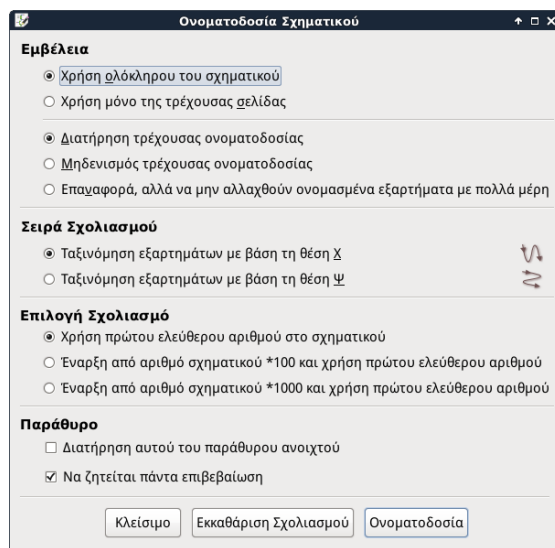 Ονοματοδοσία Σχηματικού
Εμβέλεια
Χρήση ολόκληρου του σχηματικού
Χρήση μόνο της τρέχουσας σελίδας
Διατήρηση τρέχουσας ονοματοδοσίας
Μηδενισμός τρέχουσας ονοματοδοσίας
Επαναφορά, αλλά να μην αλλαχθούν ονομασμένα εξαρτήματα με πολλά μέρη
Σειρά Σχολιασμού
Ταξινόμηση εξαρτημάτων με βάση τη θέση Χ
Ταξινόμηση εξαρτημάτων με βάση τη θέση Ψ
Επιλογή Σχολιασμό
Χρήση πρώτου ελεύθερου αριθμού στο σχηματικού
Έναρξη από αριθμό σχηματικού *100 και χρήση πρώτου ελεύθερου αριθμού
Έναρξη από αριθμό σχηματικού *1000 και χρήση πρώτου ελεύθερου αριθμού
Παράθυρο
Διατήρηση αυτού του παράθυρου ανοιχτού
Να ζητείται πάντα επιβεβαίωση
Κλείσιμο Εκκαθάριση Σχολιασμού Ονοματοδοσία